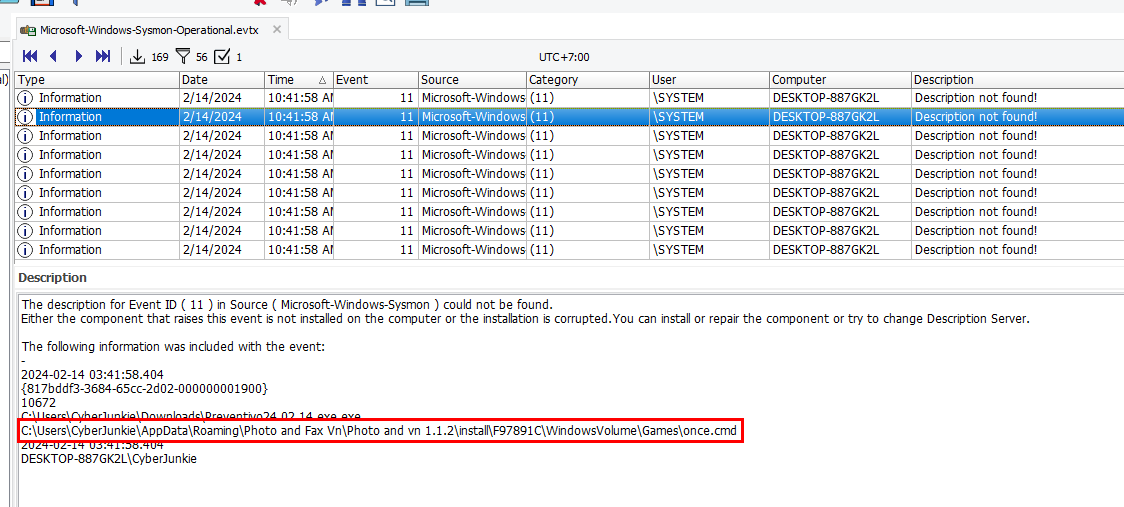 Microsoft-Windows-Sysmon-Operational.evtx
169 56 1 UTC+7:00
Type Date Time Event Source Category User Computer Description
Information 2/14/2024 10:41:58 11 Microsoft-Windows (11) \SYSTEM DESKTOP-887GK2L Description not found!
Information 2/14/2024 10:41:58 11 Microsoft-Windows (11) \SYSTEM DESKTOP-887GK2L Description not found!
Information 2/14/2024 10:41:58 11 Microsoft-Windows (11) \SYSTEM DESKTOP-887GK2L Description not found!
Information 2/14/2024 10:41:58 11 Microsoft-Windows (11) \SYSTEM DESKTOP-887GK2L Description not found!
Information 2/14/2024 10:41:58 11 Microsoft-Windows (11) \SYSTEM DESKTOP-887GK2L Description not found!
Information 2/14/2024 10:41:58 11 Microsoft-Windows (11) \SYSTEM DESKTOP-887GK2L Description not found!
Information 2/14/2024 10:41:58 11 Microsoft-Windows (11) \SYSTEM DESKTOP-887GK2L Description not found!
Information 2/14/2024 10:41:58 11 Microsoft-Windows (11) \SYSTEM DESKTOP-887GK2L Description not found!
Information 2/14/2024 10:41:58 11 Microsoft-Windows (11) \SYSTEM DESKTOP-887GK2L Description not found!
Description
The description for Event ID ( 11 ) in Source ( Microsoft-Windows-Sysmon ) could not be found.
Either the component that raises this event is not installed on the computer or the installation is corrupted.You can install or repair the component or try to change Description Server.
The following information was included with the event:
-
2024-02-14 03:41:58.404
{817bddf3-3684-65cc-2d02-000000001900}
10672
C:\Users\CyberJunkie\Downloads\Preventivo24.02.14.exe.exe
C:\Users\CyberJunkie\AppData\Roaming\Photo and Fax Vn\Photo and vn 1.1.2\install\F97891C\WindowsVolume\Games\once.cmd
2024-02-14 03:41:58.404
DESKTOP-887GK2L\CyberJunkie